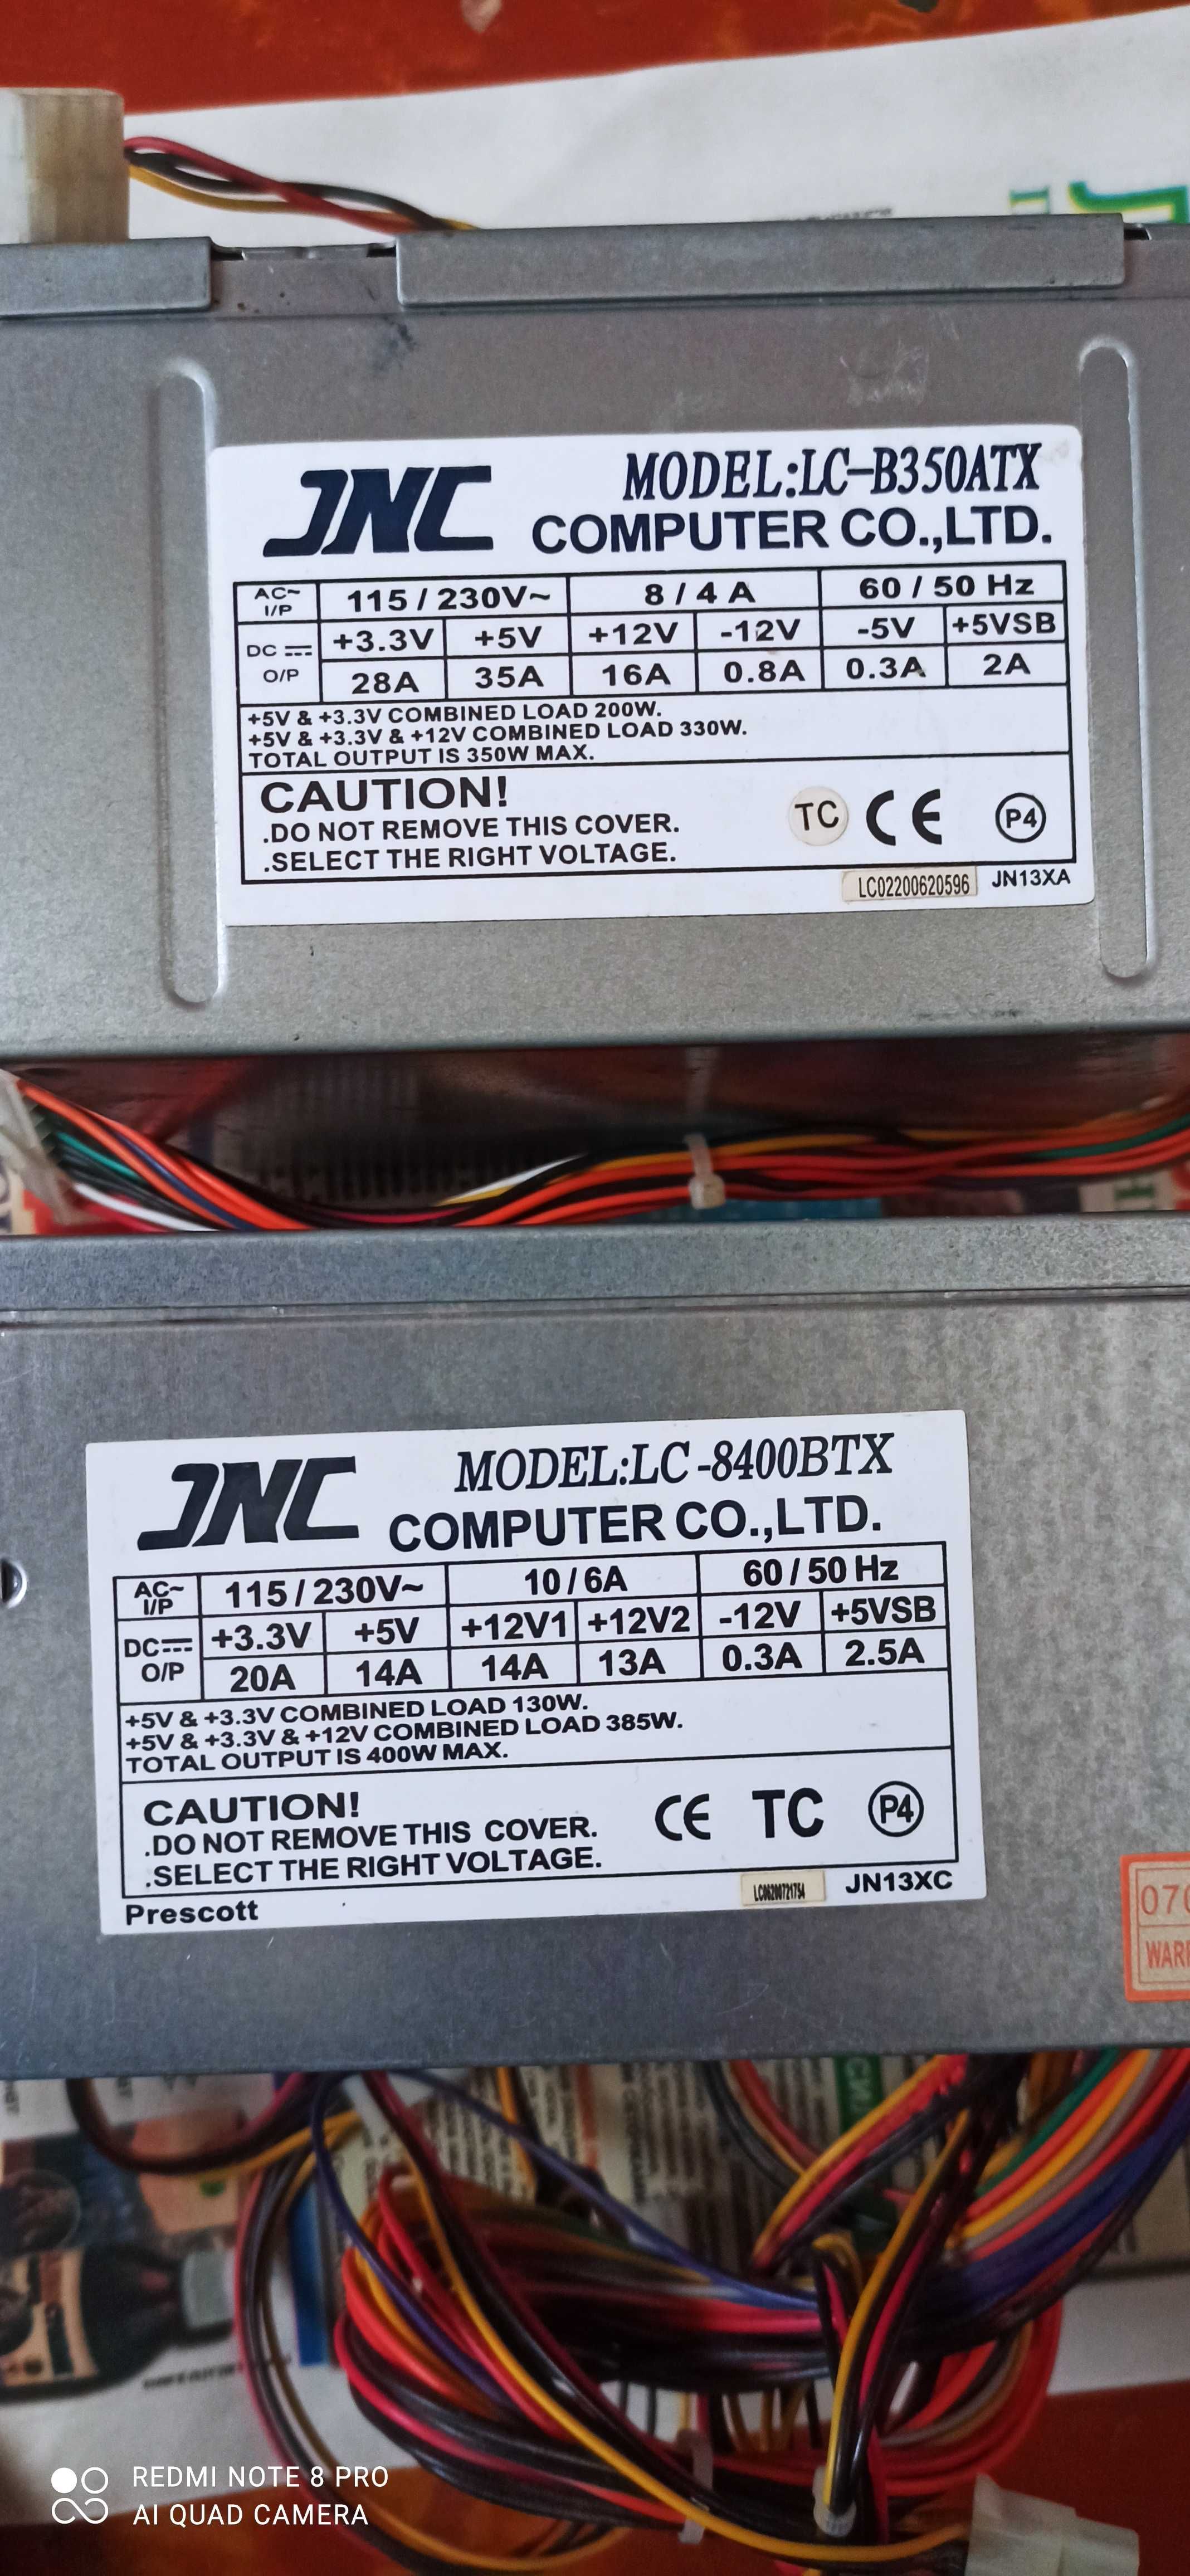 JNC
MODEL:LC-B350ATX
COMPUTER CO.,LTD.
AC~ I/P 115 / 230V~ 8 / 4 A 60 / 50 Hz
DC O/P +3.3V +5V +12V -12V -5V +5VSB
28A 35A 16A 0.8A 0.3A 2A
+5V & +3.3V COMBINED LOAD 200W.
+5V & +3.3V & +12V COMBINED LOAD 330W.
TOTAL OUTPUT IS 350W MAX.
CAUTION!
.DO NOT REMOVE THIS COVER.
.SELECT THE RIGHT VOLTAGE.
TC CE P4
LC02200620596 JN13XA
JNC
MODEL:LC-8400BTX
COMPUTER CO.,LTD.
AC~ I/P 115 / 230V~ 10 / 6A 60 / 50 Hz
DC O/P +3.3V +5V +12V1 +12V2 -12V +5VSB
20A 14A 14A 13A 0.3A 2.5A
+5V & +3.3V COMBINED LOAD 130W.
+5V & +3.3V & +12V COMBINED LOAD 385W.
TOTAL OUTPUT IS 400W MAX.
CAUTION!
.DO NOT REMOVE THIS COVER.
.SELECT THE RIGHT VOLTAGE.
CE TC P4
LC06200721754 JN13XC
Prescott
070
WARR
REDMI NOTE 8 PRO
AI QUAD CAMERA